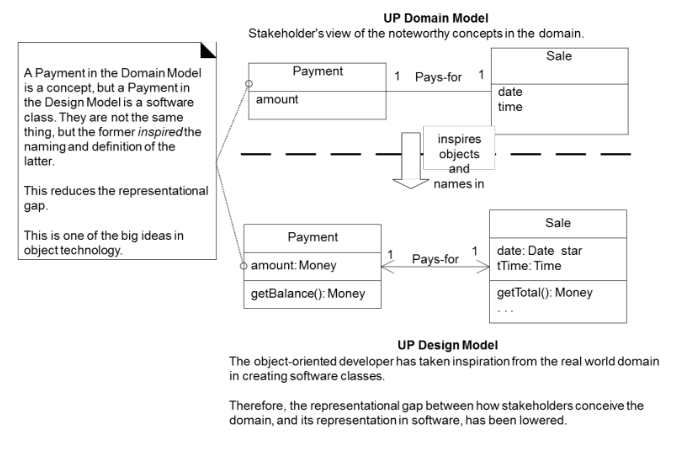 UP Domain Model
Stakeholder's view of the noteworthy concepts in the domain.
A Payment in the Domain Model
is a concept, but a Payment in
the Design Model is a software
class. They are not the same
thing, but the former inspired the
naming and definition of the
latter.
This reduces the representational
gap.
This is one of the big ideas in
object technology.
Payment
amount
1 Pays-for 1
Sale
date
time
inspires
objects
and
names in
Payment
amount: Money
getBalance(): Money
1 Pays-for 1
Sale
date: Date star
tTime: Time
getTotal(): Money
. . .
UP Design Model
The object-oriented developer has taken inspiration from the real world domain
in creating software classes.
Therefore, the representational gap between how stakeholders conceive the
domain, and its representation in software, has been lowered.